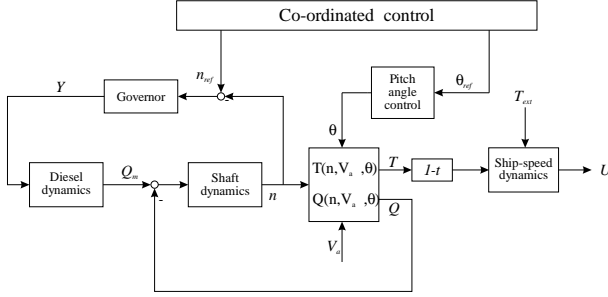 Co-ordinated control
n_ref
Y
Governor
-
Pitch
angle
control
θ_ref
T_ext
θ
Diesel
dynamics
Q_m
-
Shaft
dynamics
n
T(n,V_a ,θ)
Q(n,V_a ,θ)
T
Q
1-t
Ship-speed
dynamics
U
V_a